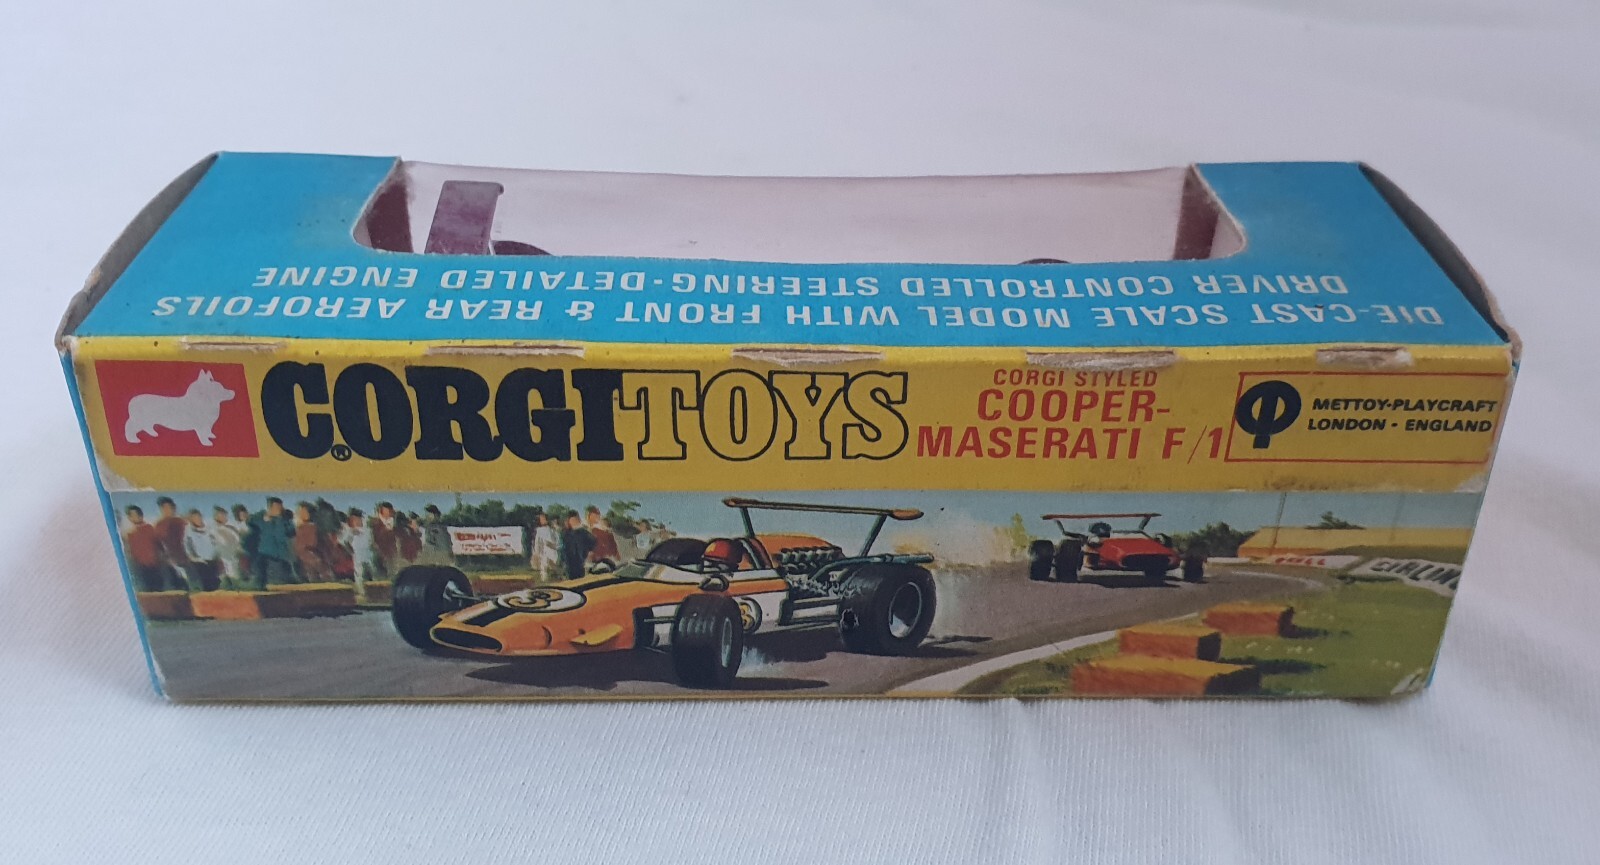 DIE-CAST SCALE MODEL WITH FRONT & REAR AEROFOILS
DRIVER CONTROLLED STEERING·DETAILED ENGINE
CORGI TOYS
®
CORGI STYLED
COOPER-
MASERATI F/1
METTOY·PLAYCRAFT
LONDON · ENGLAND
3